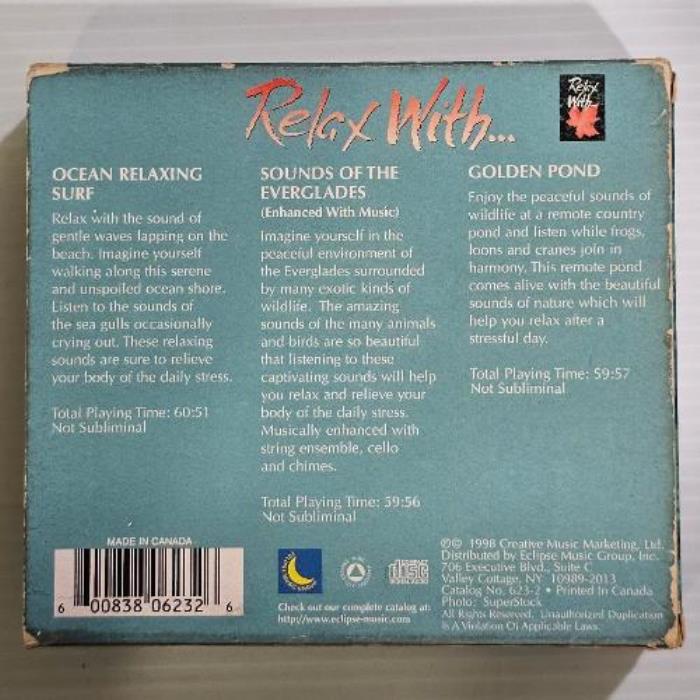 Relax With...
Relax
With...
OCEAN RELAXING
SURF
Relax with the sound of
gentle waves lapping on the
beach. Imagine yourself
walking along this serene
and unspoiled ocean shore.
Listen to the sounds of
the sea gulls occasionally
crying out. These relaxing
sounds are sure to relieve
your body of the daily stress.
Total Playing Time: 60:51
Not Subliminal
SOUNDS OF THE
EVERGLADES
(Enhanced With Music)
Imagine yourself in the
peaceful environment of
the Everglades surrounded
by many exotic kinds of
wildlife. The amazing
sounds of the many animals
and birds are so beautiful
that listening to these
captivating sounds will help
you relax and relieve your
body of the daily stress.
Musically enhanced with
string ensemble, cello
and chimes.
Total Playing Time: 59:56
Not Subliminal
GOLDEN POND
Enjoy the peaceful sounds of
wildlife at a remote country
pond and listen while frogs,
loons and cranes join in
harmony. This remote pond
comes alive with the beautiful
sounds of nature which will
help you relax after a
stressful day.
Total Playing Time: 59:57
Not Subliminal
MADE IN CANADA
6 00838 06232 6
Check out our complete catalog at:
http://www.eclipse-music.com
disc
℗© 1998 Creative Music Marketing, Ltd.
Distributed by Eclipse Music Group, Inc.
706 Executive Blvd., Suite C
Valley Cottage, NY 10989-2013
Catalog No. 623-2 • Printed In Canada
Photo: SuperStock
All Rights Reserved. Unauthorized Duplication
Is A Violation Of Applicable Laws.